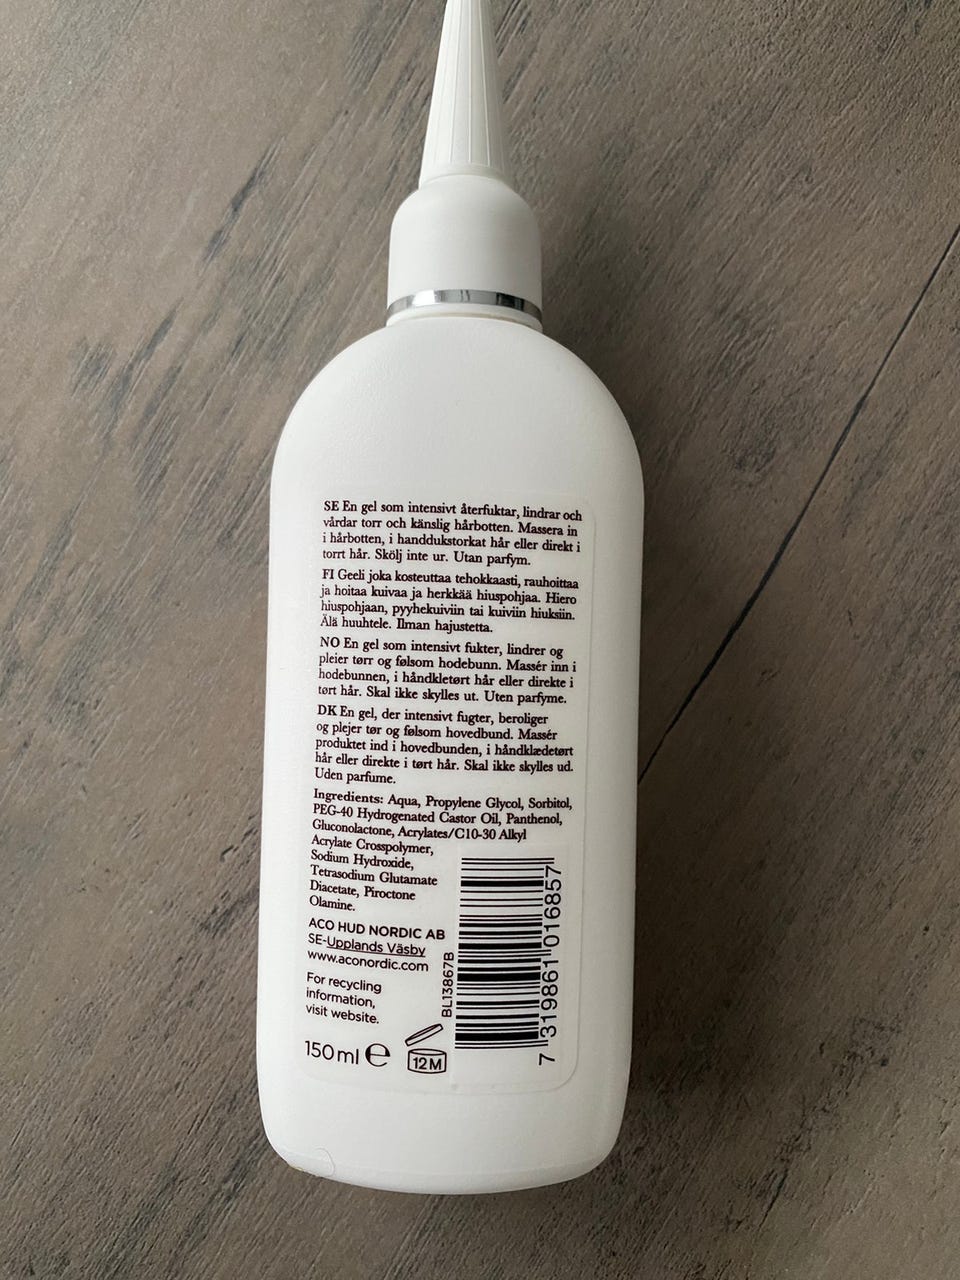 SE En gel som intensivt återfuktar, lindrar och
vårdar torr och känslig hårbotten. Massera in
i hårbotten, i handdukstorkat hår eller direkt i
torrt hår. Skölj inte ur. Utan parfym.
FI Geeli joka kosteuttaa tehokkaasti, rauhoittaa
ja hoitaa kuivaa ja herkkää hiuspohjaa. Hiero
hiuspohjaan, pyyhekuiviin tai kuiviin hiuksiin.
Älä huuhtele. Ilman hajustetta.
NO En gel som intensivt fukter, lindrer og
pleier tørr og følsom hodebunn. Massér inn i
hodebunnen, i håndkletørt hår eller direkte i
tørt hår. Skal ikke skylles ut. Uten parfyme.
DK En gel, der intensivt fugter, beroliger
og plejer tør og følsom hovedbund. Massér
produktet ind i hovedbunden, i håndklædetørt
hår eller direkte i tørt hår. Skal ikke skylles ud.
Uden parfume.
Ingredients: Aqua, Propylene Glycol, Sorbitol,
PEG-40 Hydrogenated Castor Oil, Panthenol,
Gluconolactone, Acrylates/C10-30 Alkyl
Acrylate Crosspolymer,
Sodium Hydroxide,
Tetrasodium Glutamate
Diacetate, Piroctone
Olamine.
ACO HUD NORDIC AB
SE-Upplands Väsby
www.aconordic.com
For recycling
information,
visit website.
150 ml e
12 M
BL13867B
7 319861 016857